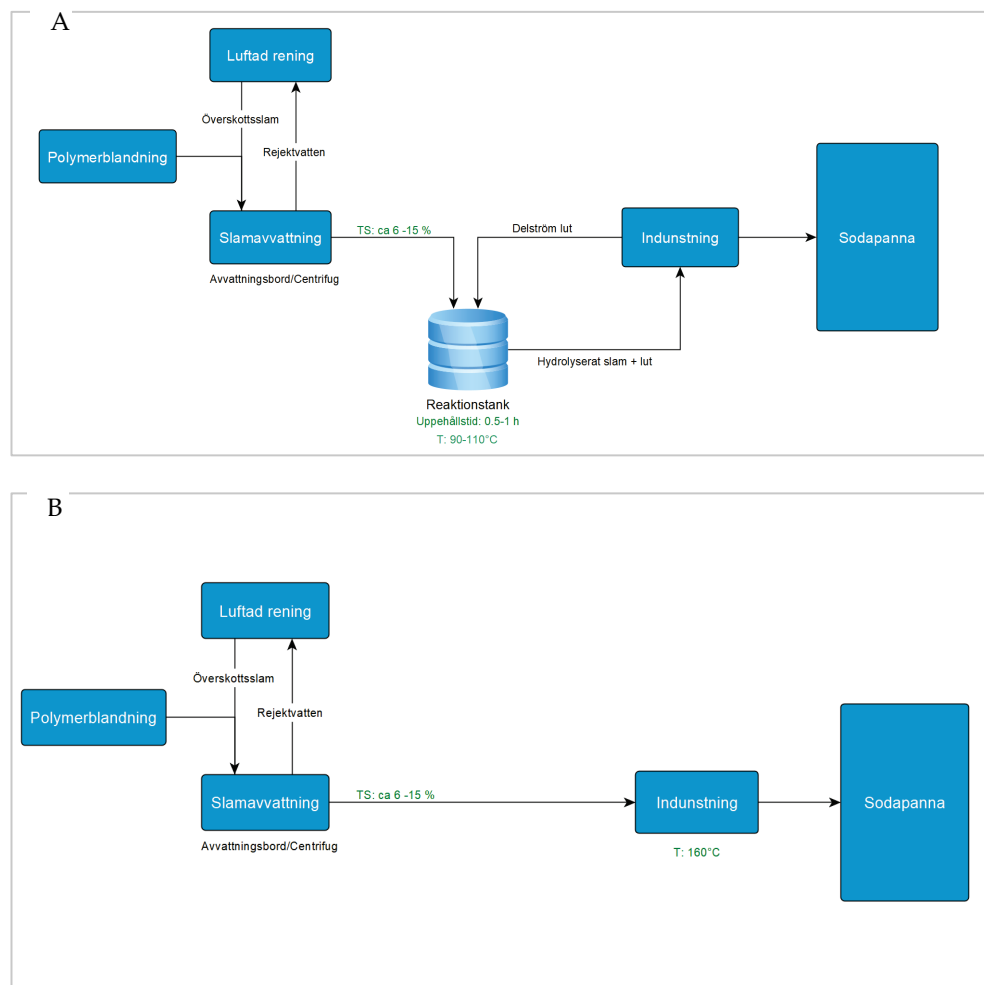 A
Luftad rening
Överskottsslam
Polymerblandning
Rejektvatten
Slamavvattning
TS: ca 6 -15 %
Delström lut
Indunstning
Sodapanna
Avvattningsbord/Centrifug
Hydrolyserat slam + lut
Reaktionstank
Uppehållstid: 0.5-1 h
T: 90-110°C
B
Luftad rening
Överskottsslam
Polymerblandning
Rejektvatten
Slamavvattning
TS: ca 6 -15 %
Indunstning
Sodapanna
Avvattningsbord/Centrifug
T: 160°C